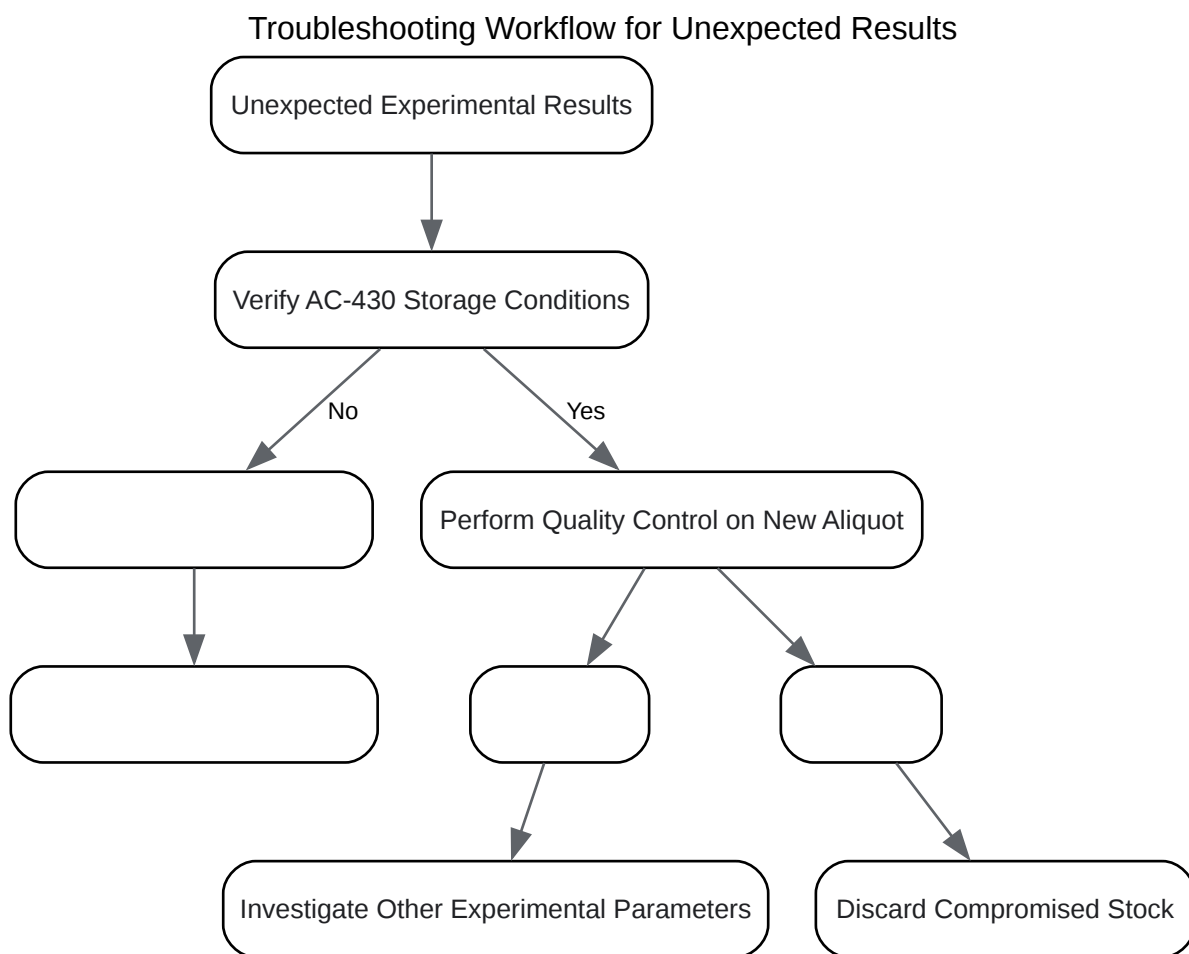 Troubleshooting Workflow for Unexpected Results
Unexpected Experimental Results
Verify AC-430 Storage Conditions
No
Yes
Perform Quality Control on New Aliquot
Investigate Other Experimental Parameters
Discard Compromised Stock